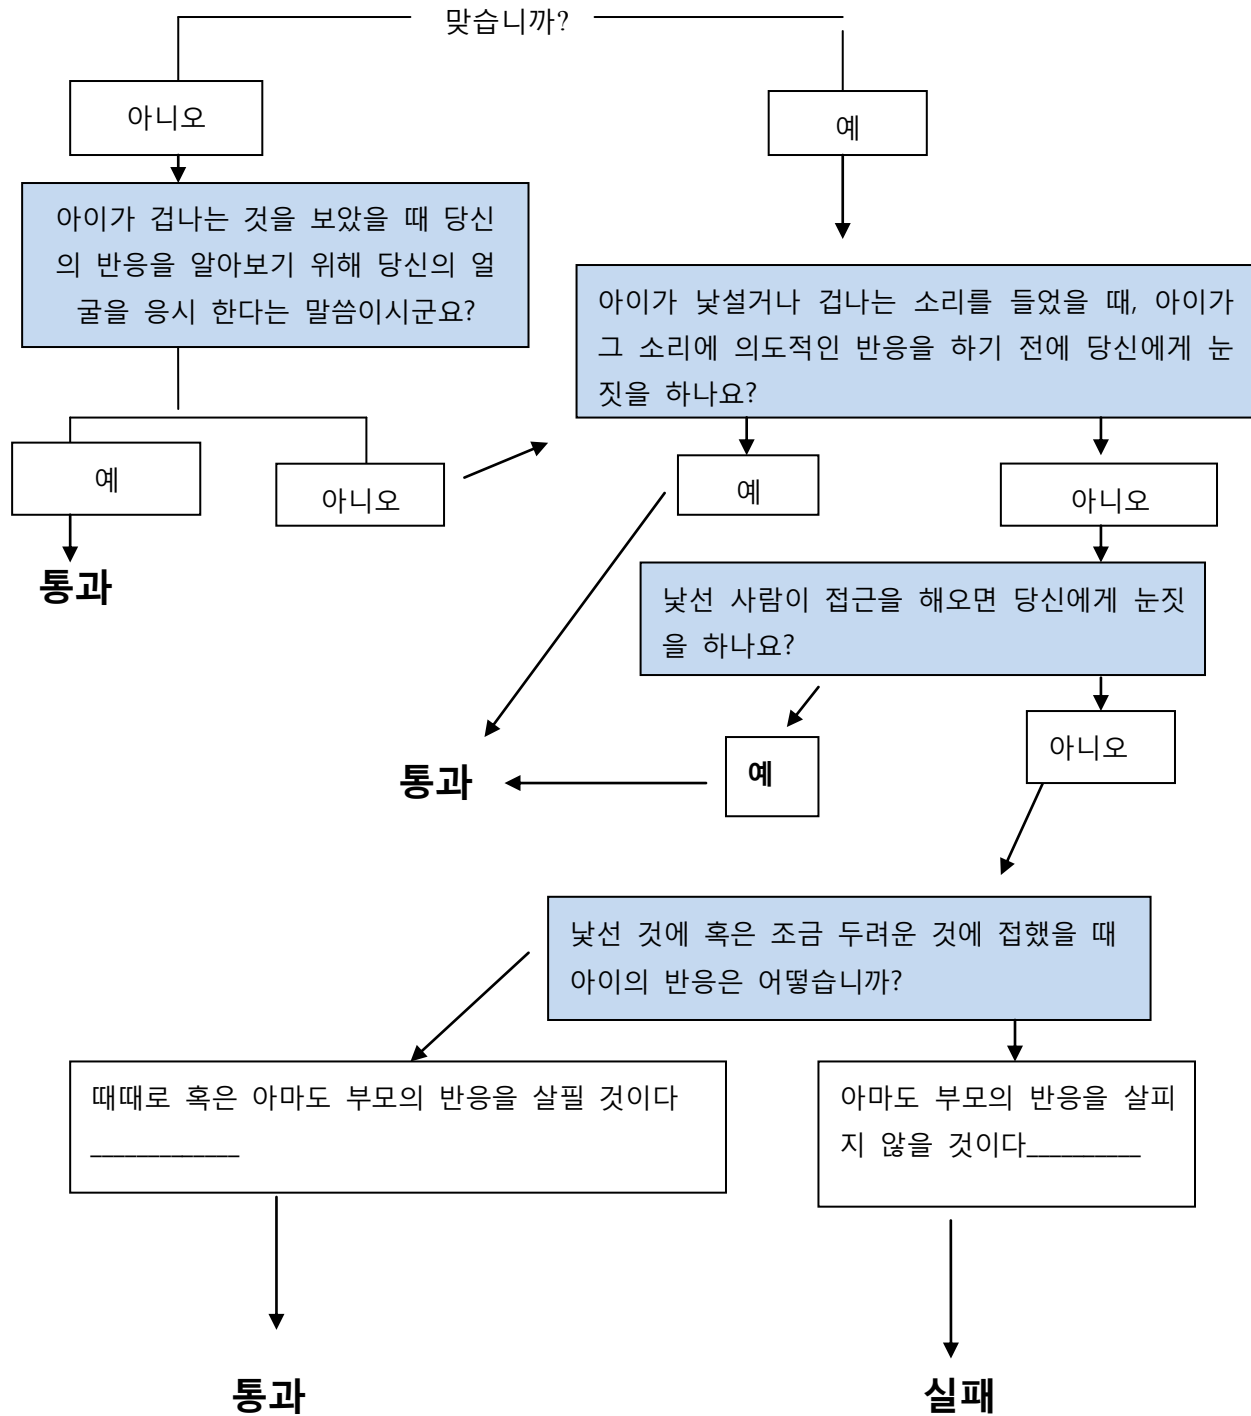 맞습니까?
아니오
예
아이가 겁나는 것을 보았을 때 당신
의 반응을 알아보기 위해 당신의 얼
굴을 응시 한다는 말씀이시군요?
아이가 낯설거나 겁나는 소리를 들었을 때, 아이가
그 소리에 의도적인 반응을 하기 전에 당신에게 눈
짓을 하나요?
예
아니오
예
아니오
통과
낯선 사람이 접근을 해오면 당신에게 눈짓
을 하나요?
예
아니오
통과
낯선 것에 혹은 조금 두려운 것에 접했을 때
아이의 반응은 어떻습니까?
때때로 혹은 아마도 부모의 반응을 살필 것이다
____________
아마도 부모의 반응을 살피
지 않을 것이다_________
통과
실패